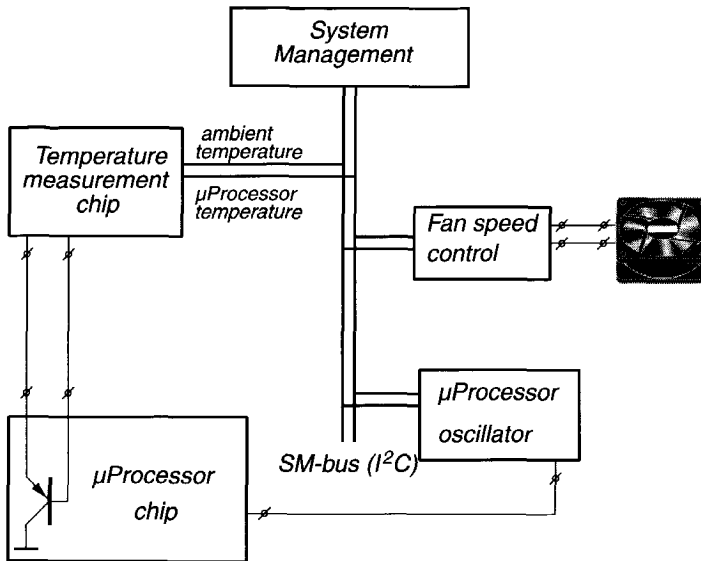 System
Management
ambient
temperature
Temperature
measurement
chip
µProcessor
temperature
Fan speed
control
µProcessor
oscillator
SM-bus (I²C)
µProcessor
chip